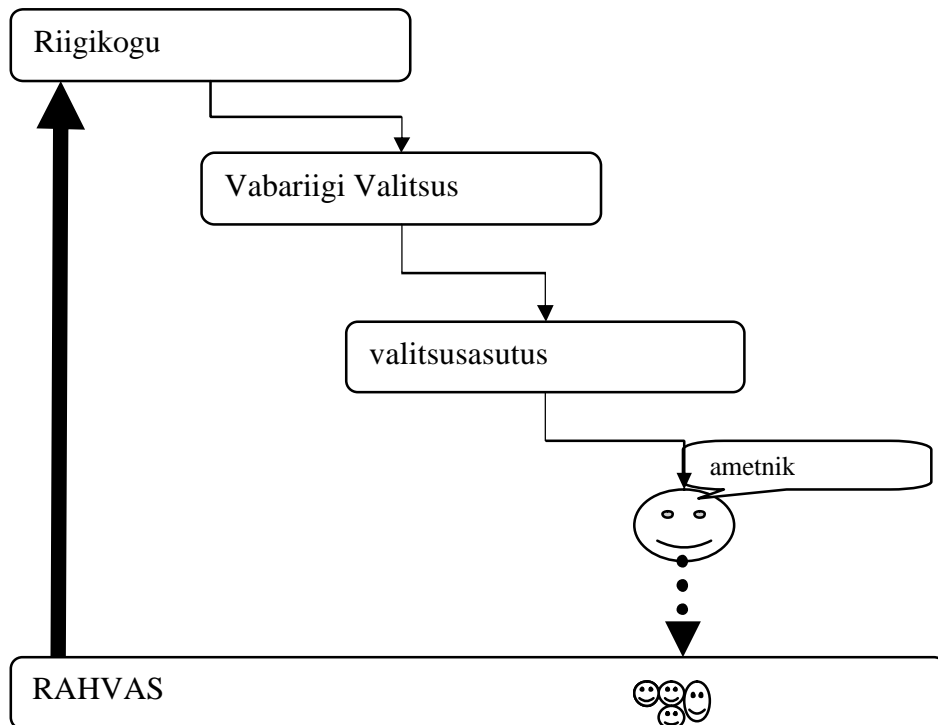 Riigikogu
Vabariigi Valitsus
valitsusasutus
ametnik
RAHVAS